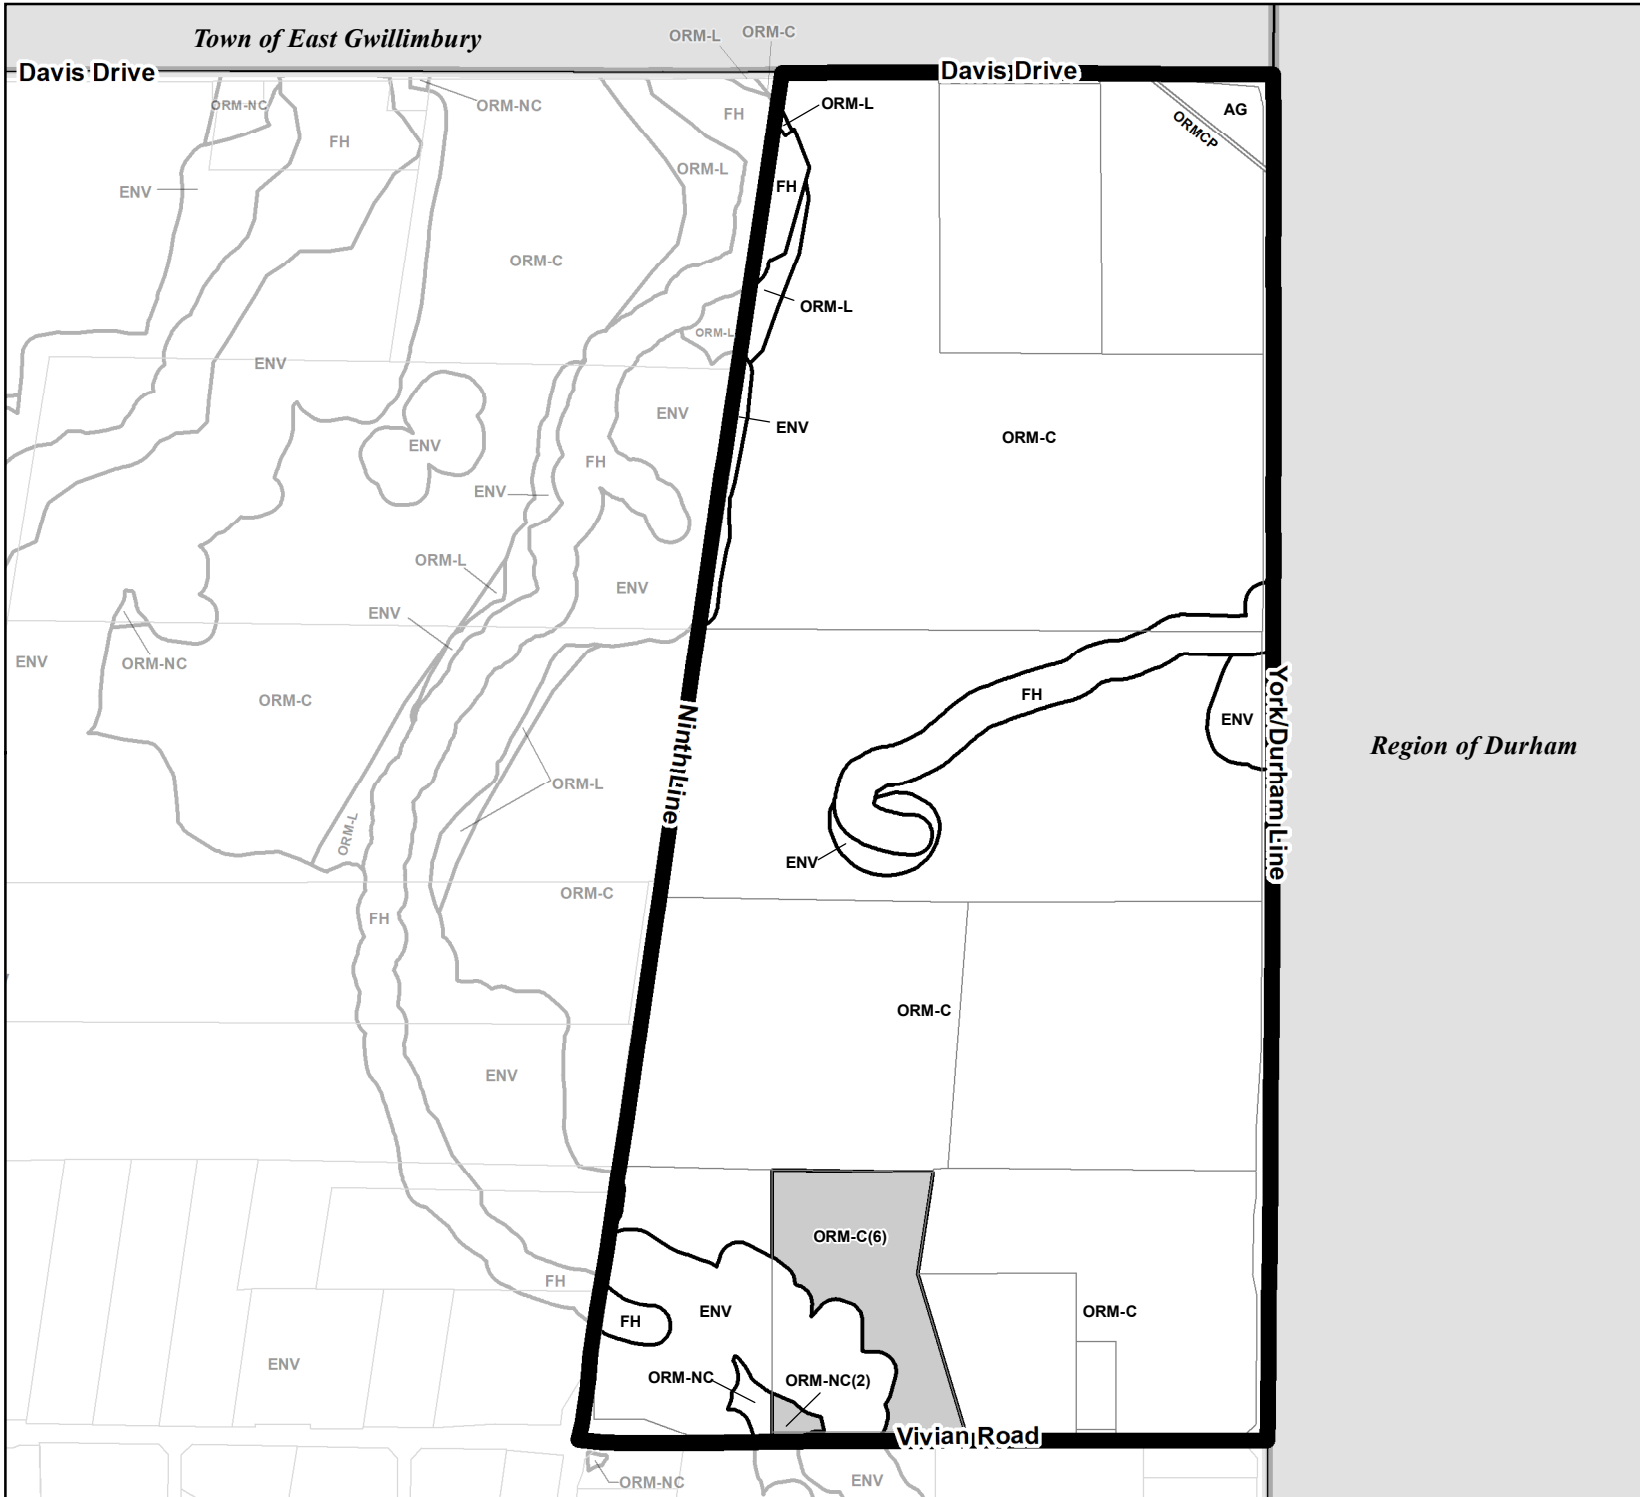 Town of East Gwillimbury
ORM-L
ORM-C
Davis Drive
Davis Drive
ORM-NC
ORM-NC
ORM-L
AG
FH
FH
ORMCP
ORM-L
FH
ENV
ORM-C
ORM-L
ORM-L
ENV
ENV
ENV
ORM-C
ENV
FH
ENV
ORM-L
ENV
ENV
ENV
ORM-NC
ORM-C
FH
ENV
Ninth Line
York/Durham Line
Region of Durham
ORM-L
ORM-L
ENV
ORM-C
FH
ORM-C
ENV
ORM-C(6)
FH
ENV
FH
ORM-C
ENV
ORM-NC
ORM-NC(2)
Vivian Road
ORM-NC
ENV